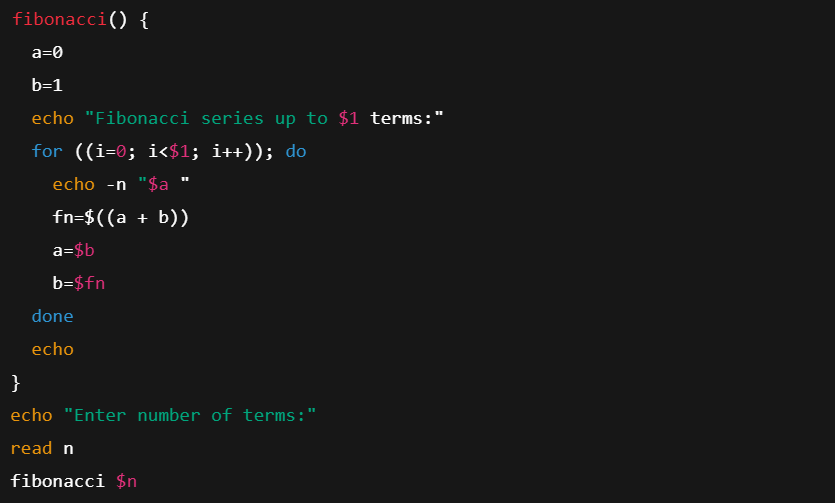 fibonacci() {
  a=0
  b=1
  echo "Fibonacci series up to $1 terms:"
  for ((i=0; i<$1; i++)); do
    echo -n "$a "
    fn=$((a + b))
    a=$b
    b=$fn
  done
  echo
}
echo "Enter number of terms:"
read n
fibonacci $n